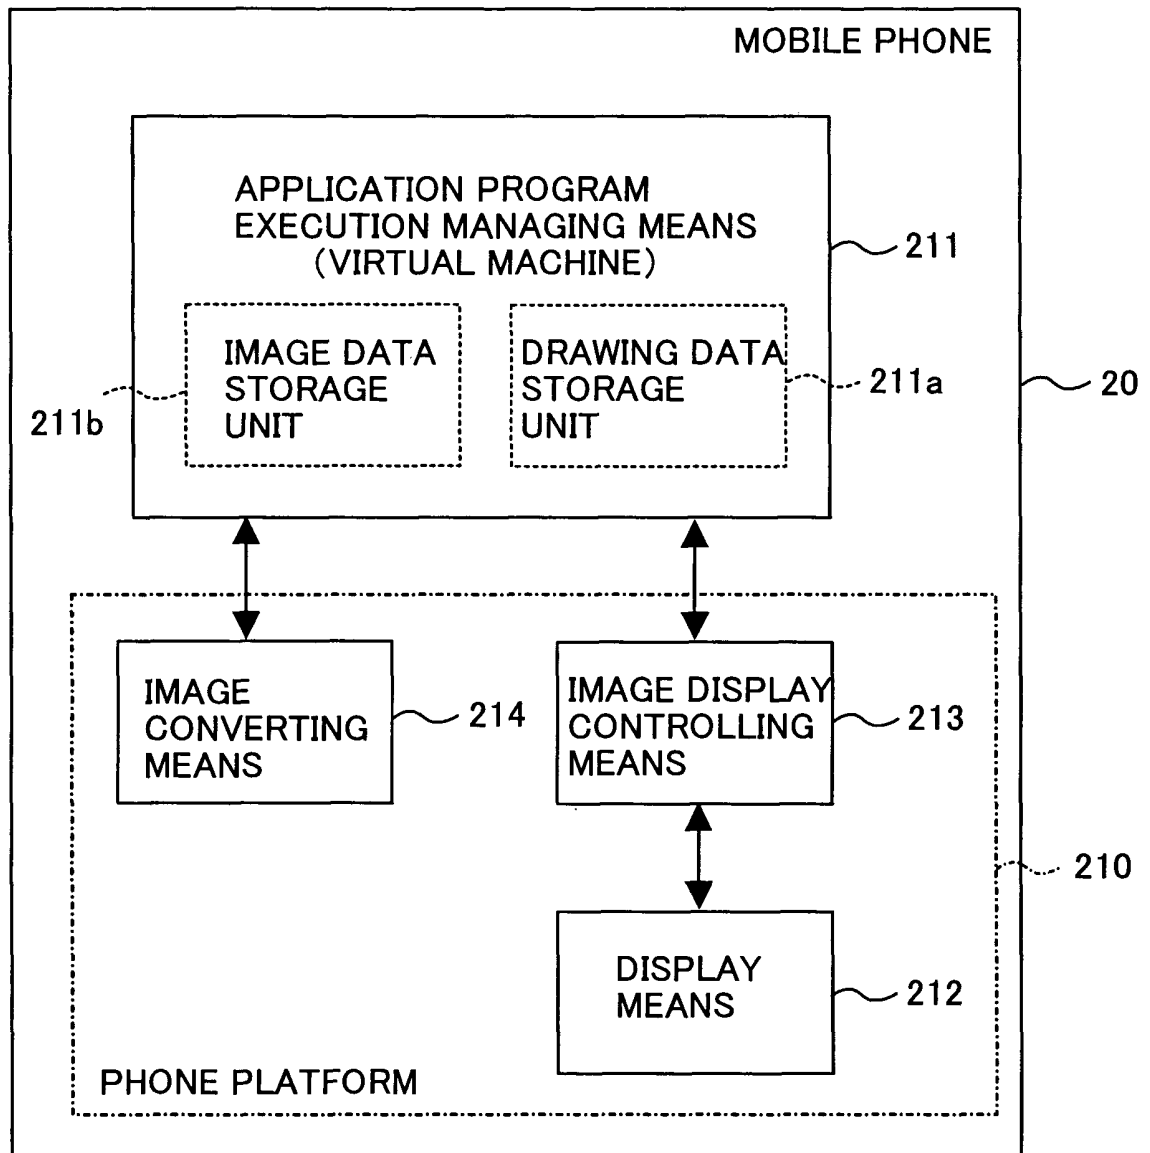 MOBILE PHONE
APPLICATION PROGRAM
EXECUTION MANAGING MEANS
(VIRTUAL MACHINE)
211
IMAGE DATA
STORAGE
UNIT
211b
DRAWING DATA
STORAGE
UNIT
211a
20
IMAGE
CONVERTING
MEANS
214
IMAGE DISPLAY
CONTROLLING
MEANS
213
210
DISPLAY
MEANS
212
PHONE PLATFORM